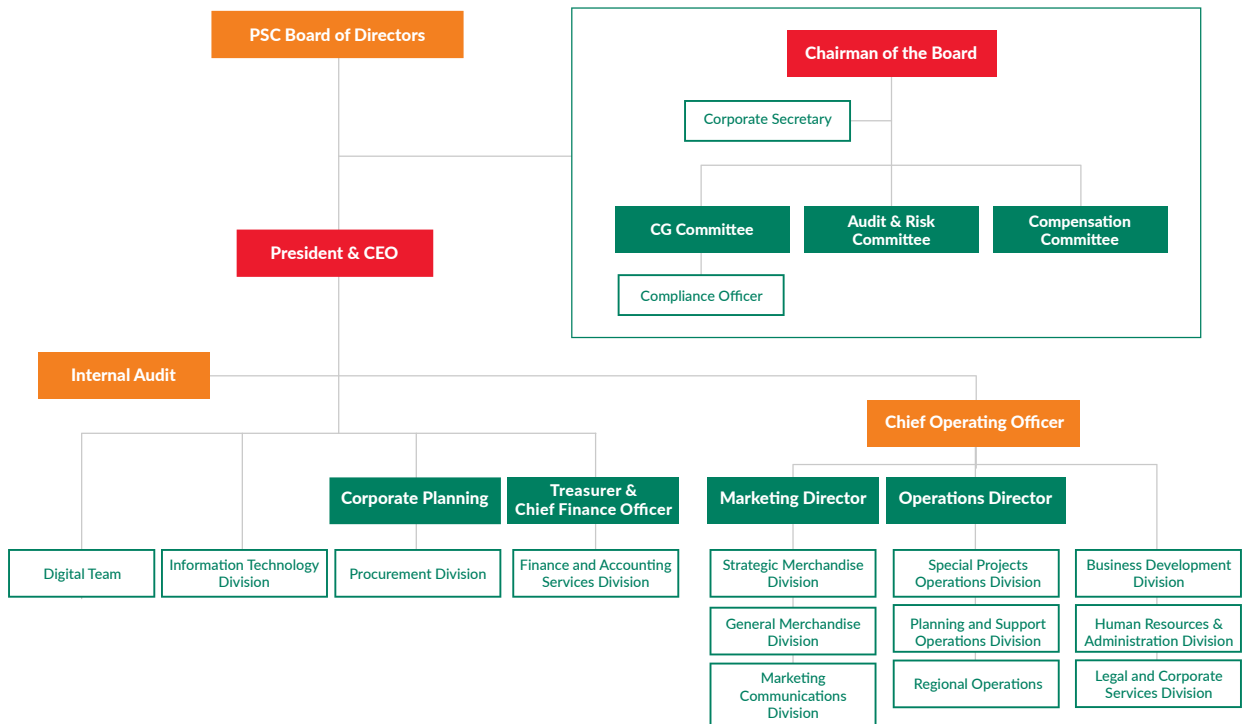 PSC Board of Directors
Chairman of the Board
Corporate Secretary
CG Committee
Audit & Risk
Committee
Compensation
Committee
Compliance Officer
President & CEO
Internal Audit
Chief Operating Officer
Corporate Planning
Treasurer &
Chief Finance Officer
Marketing Director
Operations Director
Digital Team
Information Technology
Division
Procurement Division
Finance and Accounting
Services Division
Strategic Merchandise
Division
General Merchandise
Division
Marketing
Communications
Division
Special Projects
Operations Division
Planning and Support
Operations Division
Regional Operations
Business Development
Division
Human Resources &
Administration Division
Legal and Corporate
Services Division